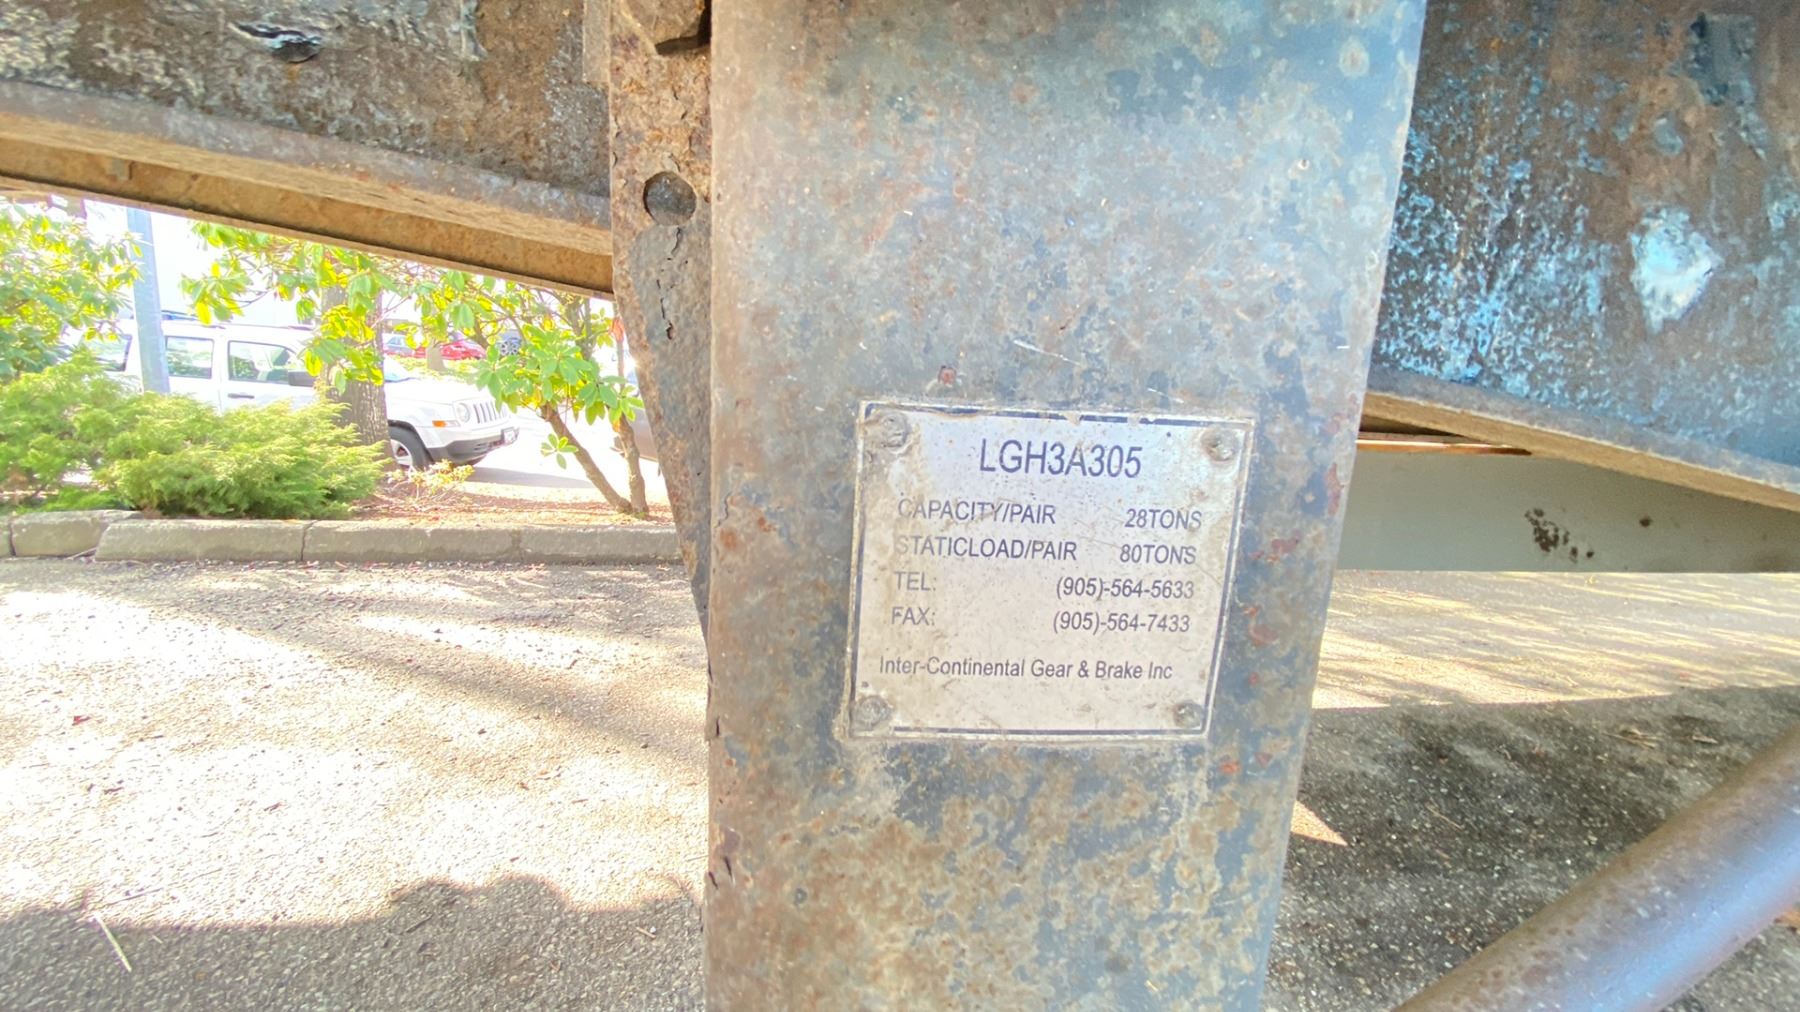 LGH3A305
CAPACITY/PAIR 28TONS
STATICLOAD/PAIR 80TONS
TEL: (905)-564-5633
FAX: (905)-564-7433
Inter-Continental Gear & Brake Inc